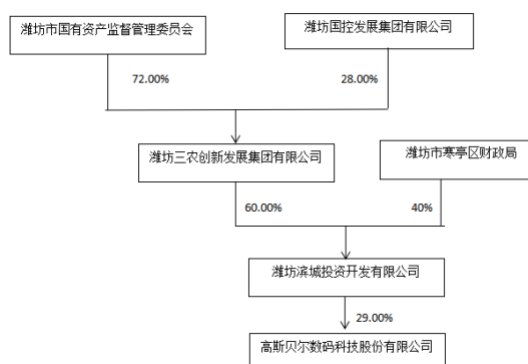 潍坊市国有资产监督管理委员会
潍坊国控发展集团有限公司
72.00%
28.00%
潍坊三农创新发展集团有限公司
潍坊市寒亭区财政局
60.00%
40%
潍坊滨城投资开发有限公司
29.00%
高斯贝尔数码科技股份有限公司